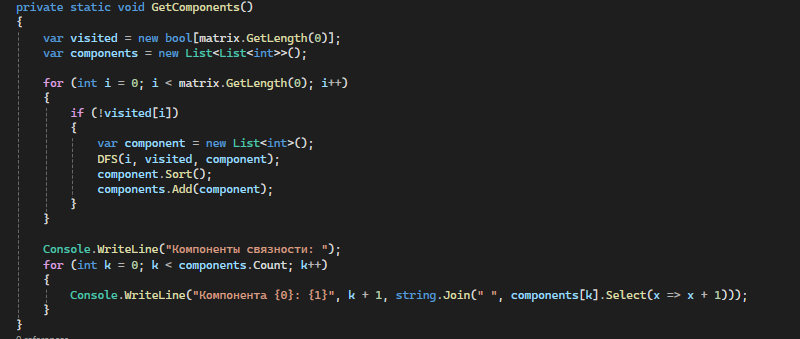 private static void GetComponents()
{
var visited = new bool[matrix.GetLength(0)];
var components = new List<List<int>>();
for (int i = 0; i < matrix.GetLength(0); i++)
{
if (!visited[i])
{
var component = new List<int>();
DFS(i, visited, component);
component.Sort();
components.Add(component);
}
}
Console.WriteLine("Компоненты связности: ");
for (int k = 0; k < components.Count; k++)
{
Console.WriteLine("Компонента {0}: {1}", k + 1, string.Join(" ", components[k].Select(x => x + 1)));
}
}